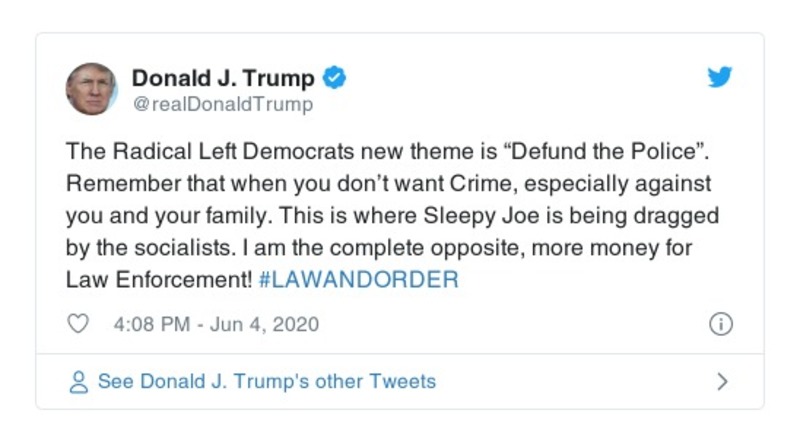 Donald J. Trump
@realDonaldTrump
The Radical Left Democrats new theme is “Defund the Police”.
Remember that when you don’t want Crime, especially against
you and your family. This is where Sleepy Joe is being dragged
by the socialists. I am the complete opposite, more money for
Law Enforcement! #LAWANDORDER
4:08 PM - Jun 4, 2020
See Donald J. Trump's other Tweets